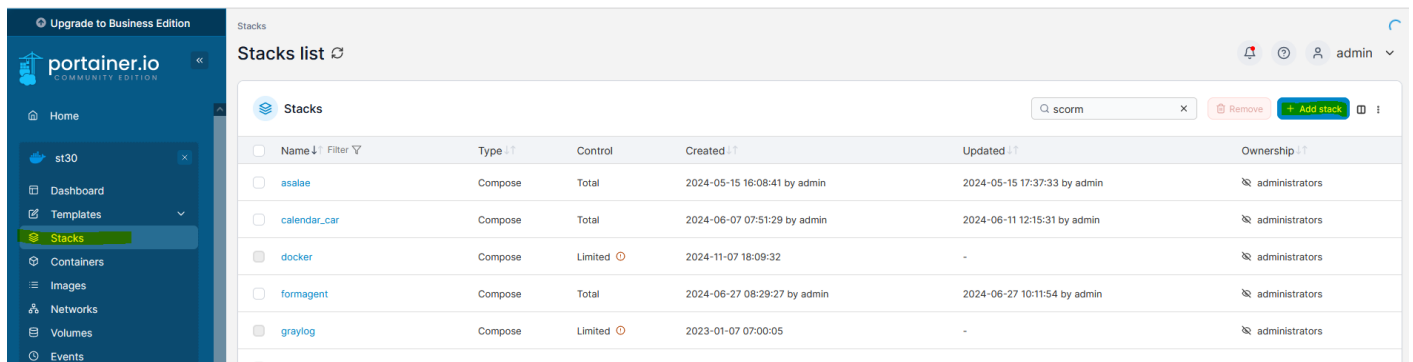 Upgrade to Business Edition
portainer.io
COMMUNITY EDITION
Home
st30
Dashboard
Templates
Stacks
Containers
Images
Networks
Volumes
Events
Stacks
Stacks list
admin
Stacks
scorm
Remove
+ Add stack
Name Filter Type Control Created Updated Ownership
asalae Compose Total 2024-05-15 16:08:41 by admin 2024-05-15 17:37:33 by admin administrators
calendar_car Compose Total 2024-06-07 07:51:29 by admin 2024-06-11 12:15:31 by admin administrators
docker Compose Limited 2024-11-07 18:09:32 - administrators
formagent Compose Total 2024-06-27 08:29:27 by admin 2024-06-27 10:11:54 by admin administrators
graylog Compose Limited 2023-01-07 07:00:05 - administrators